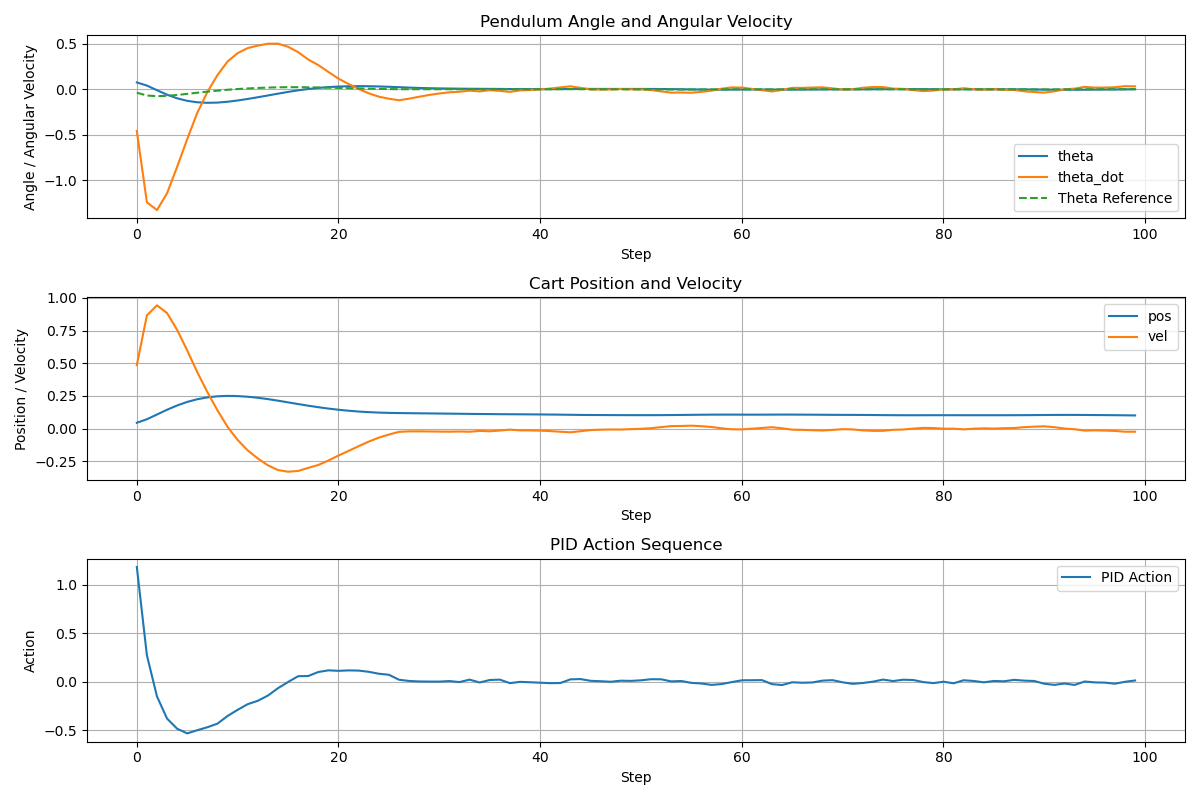 Pendulum Angle and Angular Velocity
Angle / Angular Velocity
0.5
0.0
−0.5
−1.0
theta
theta_dot
Theta Reference
0 20 40 60 80 100
Step
Cart Position and Velocity
Position / Velocity
1.00
0.75
0.50
0.25
0.00
−0.25
pos
vel
0 20 40 60 80 100
Step
PID Action Sequence
Action
1.0
0.5
0.0
−0.5
PID Action
0 20 40 60 80 100
Step